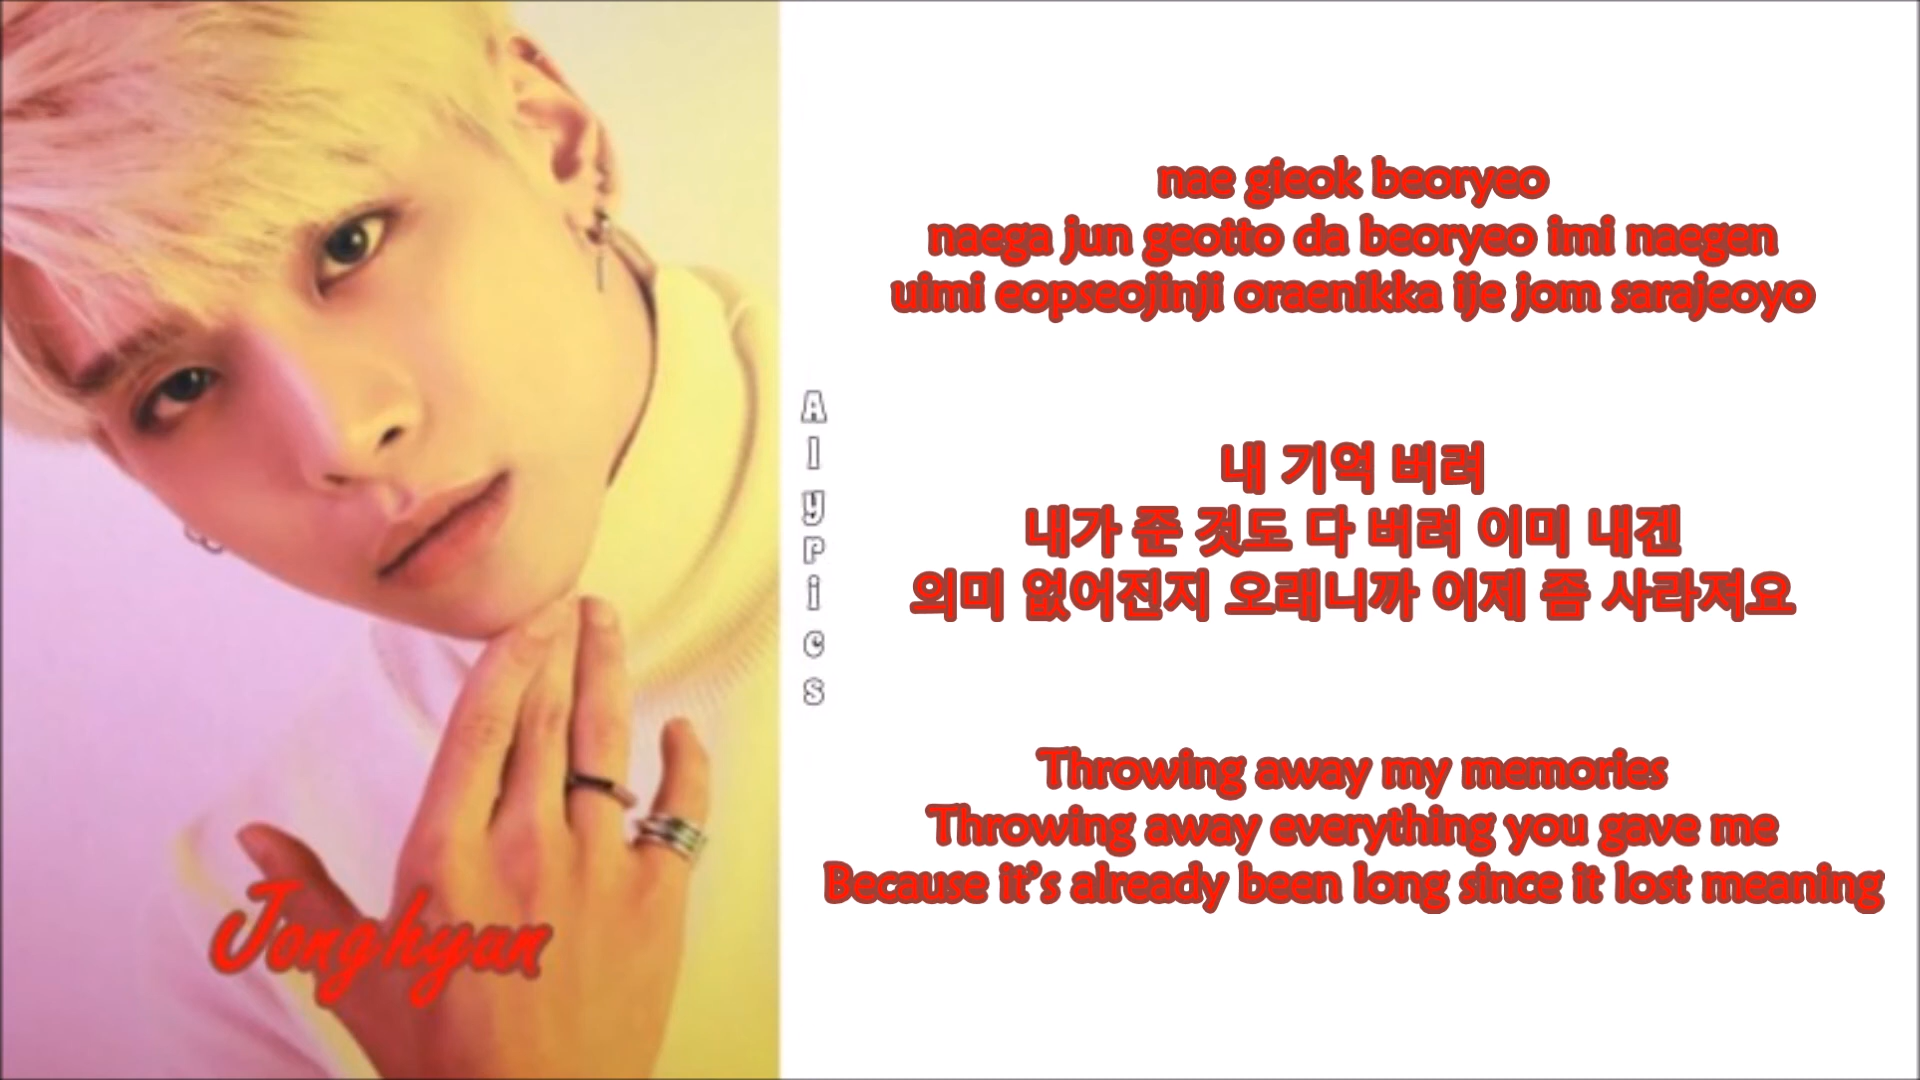 nae gieok beoryeo
naega jun geotto da beoryeo imi naegen
uimi eopseojinji oraenikka ije jom sarajeoyo
내 기억 버려
내가 준 것도 다 버려 이미 내겐
의미 없어진지 오래니까 이제 좀 사라져요
Throwing away my memories
Throwing away everything you gave me
Because it's already been long since it lost meaning
Alyrics
Jonghyun